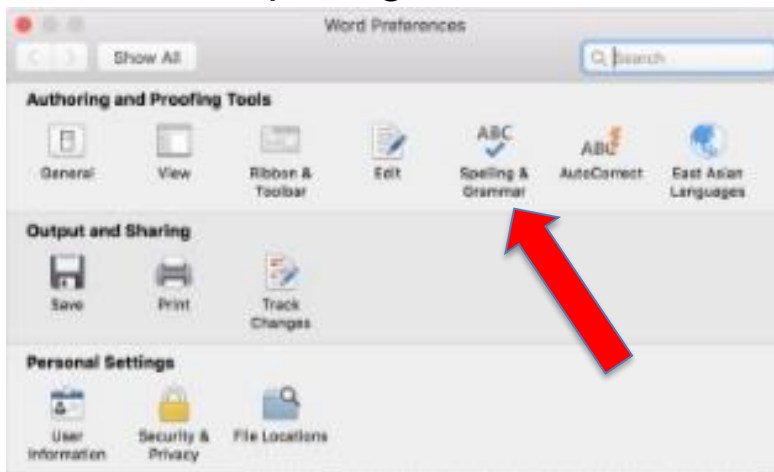 Word Preferences
Show All
Search
Authoring and Proofing Tools
General
View
Ribbon &
Toolbar
Edit
ABC
Spelling &
Grammar
ABC
AutoCorrect
East Asian
Languages
Output and Sharing
Save
Print
Track
Changes
Personal Settings
User
Information
Security &
Privacy
File Locations